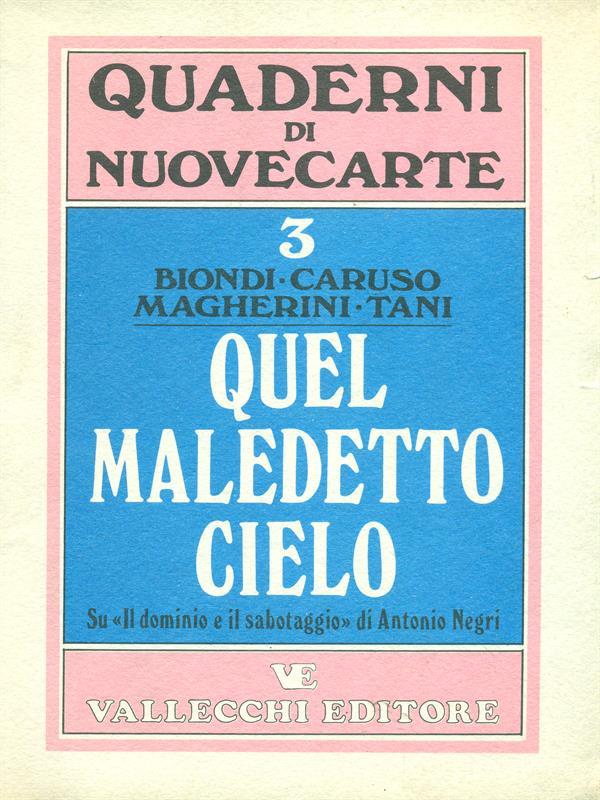 QUADERNI
DI
NUOVECARTE
3
BIONDI·CARUSO
MAGHERINI·TANI
QUEL
MALEDETTO
CIELO
Su «Il dominio e il sabotaggio» di Antonio Negri
VE
VALLECCHI EDITORE